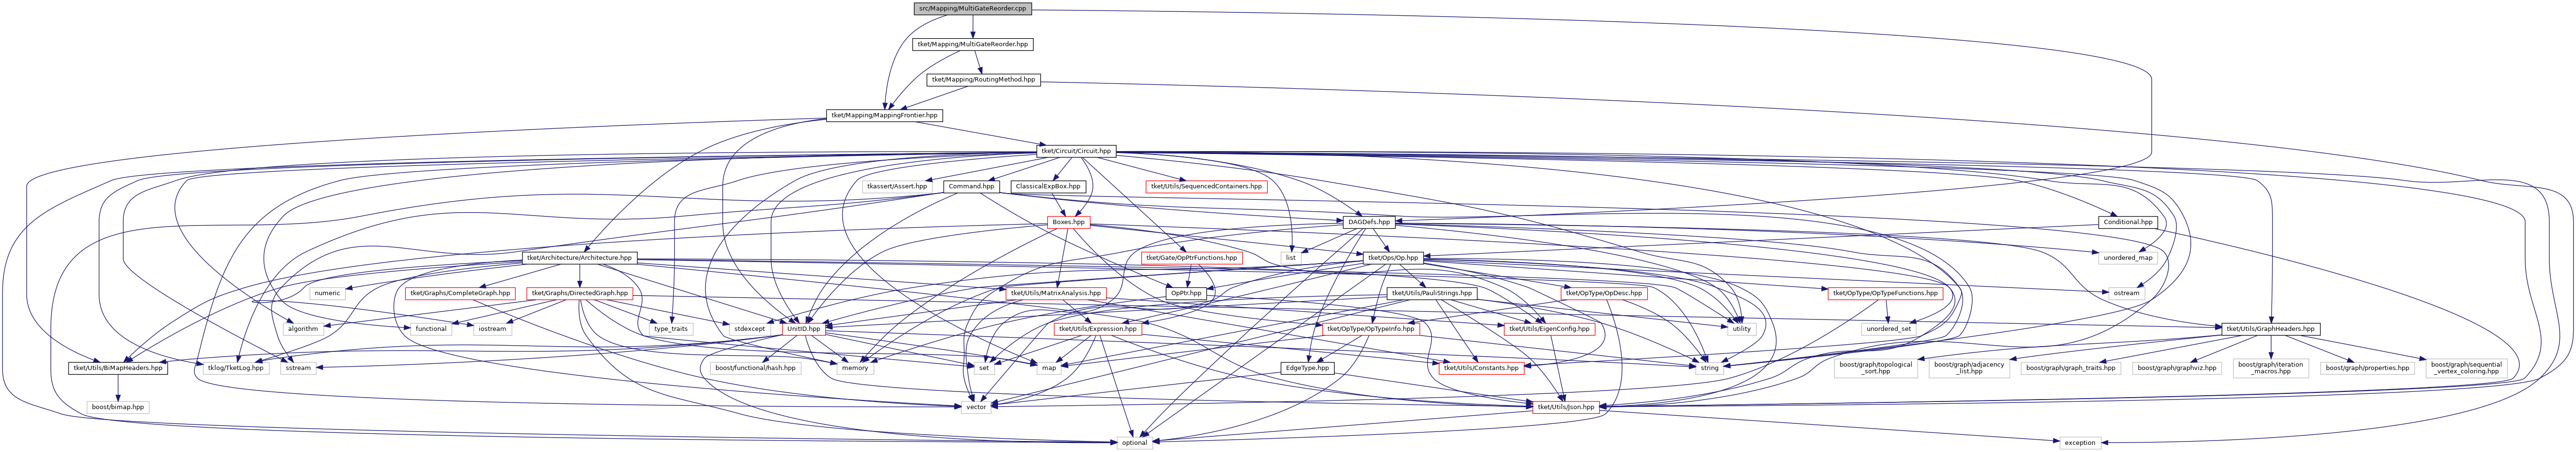 src/Mapping/MultiGateReorder.cpp
tket/Mapping/MultiGateReorder.hpp
tket/Mapping/RoutingMethod.hpp
tket/Mapping/MappingFrontier.hpp
tket/Circuit/Circuit.hpp
tkassert/Assert.hpp
Command.hpp
ClassicalExpBox.hpp
tket/Utils/SequencedContainers.hpp
Boxes.hpp
DAGDefs.hpp
Conditional.hpp
tket/Architecture/Architecture.hpp
tket/Gate/OpPtrFunctions.hpp
list
tket/Ops/Op.hpp
unordered_map
numeric
tket/Graphs/CompleteGraph.hpp
tket/Graphs/DirectedGraph.hpp
tket/Utils/MatrixAnalysis.hpp
OpPtr.hpp
tket/Utils/PauliStrings.hpp
tket/OpType/OpDesc.hpp
tket/OpType/OpTypeFunctions.hpp
ostream
algorithm
functional
iostream
type_traits
stdexcept
UnitID.hpp
tket/Utils/Expression.hpp
tket/OpType/OpTypeInfo.hpp
tket/Utils/EigenConfig.hpp
utility
unordered_set
tket/Utils/GraphHeaders.hpp
tket/Utils/BiMapHeaders.hpp
tklog/TketLog.hpp
sstream
boost/functional/hash.hpp
memory
set
map
EdgeType.hpp
tket/Utils/Constants.hpp
string
boost/graph/topological
_sort.hpp
boost/graph/adjacency
_list.hpp
boost/graph/graph_traits.hpp
boost/graph/graphviz.hpp
boost/graph/iteration
_macros.hpp
boost/graph/properties.hpp
boost/graph/sequential
_vertex_coloring.hpp
boost/bimap.hpp
vector
tket/Utils/Json.hpp
optional
exception